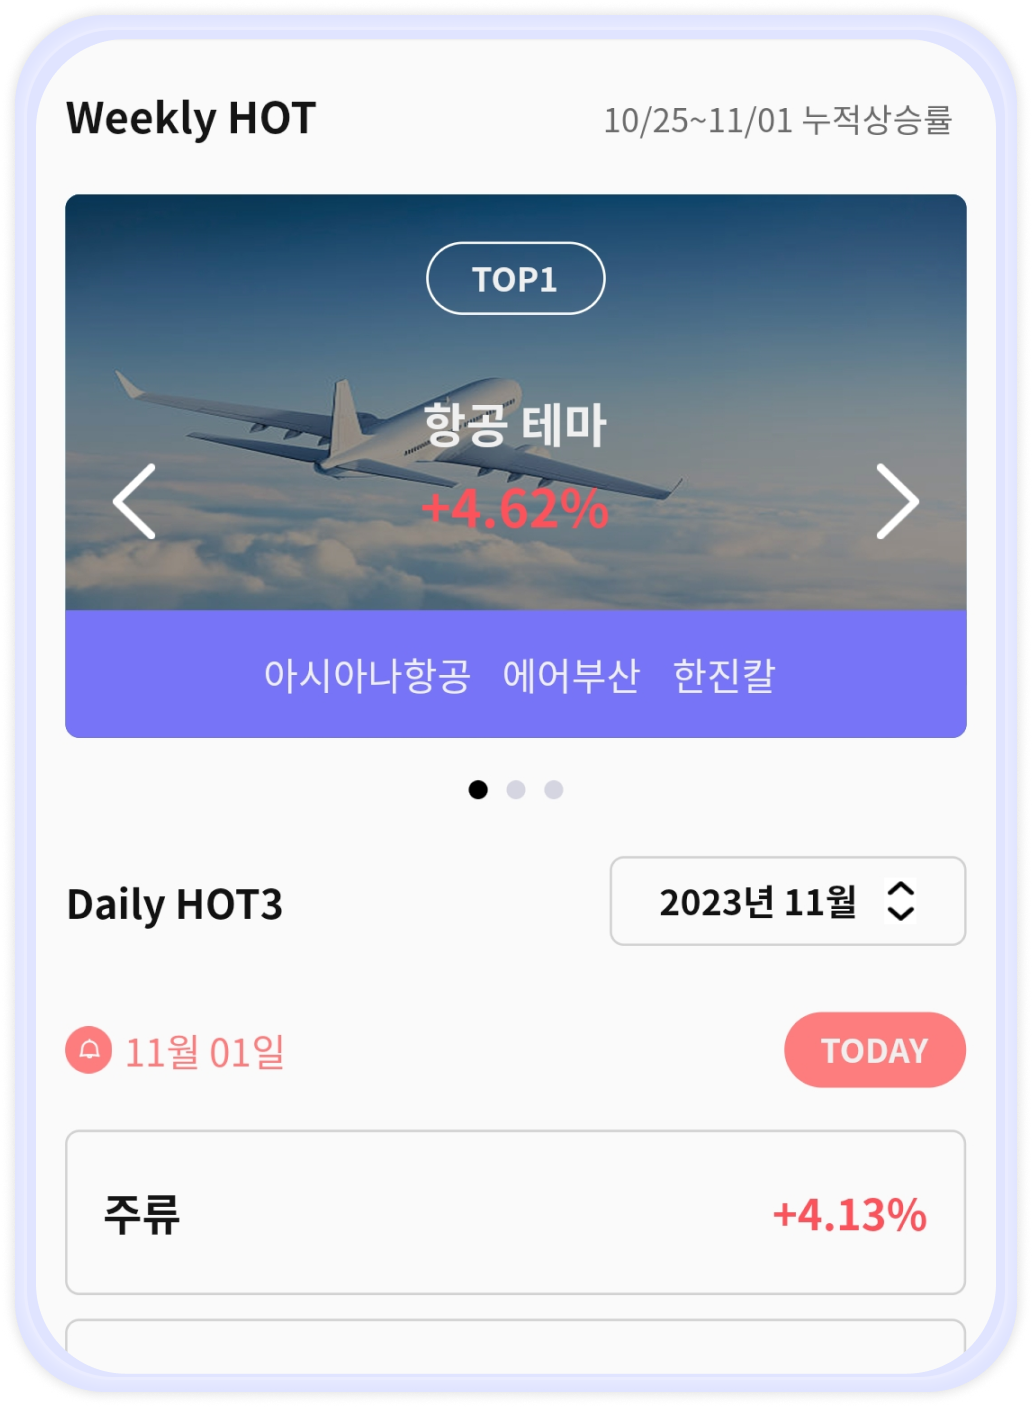 Weekly HOT
10/25~11/01 누적상승률
TOP1
항공 테마
+4.62%
아시아나항공 에어부산 한진칼
Daily HOT3
2023년 11월
11월 01일
TODAY
주류
+4.13%